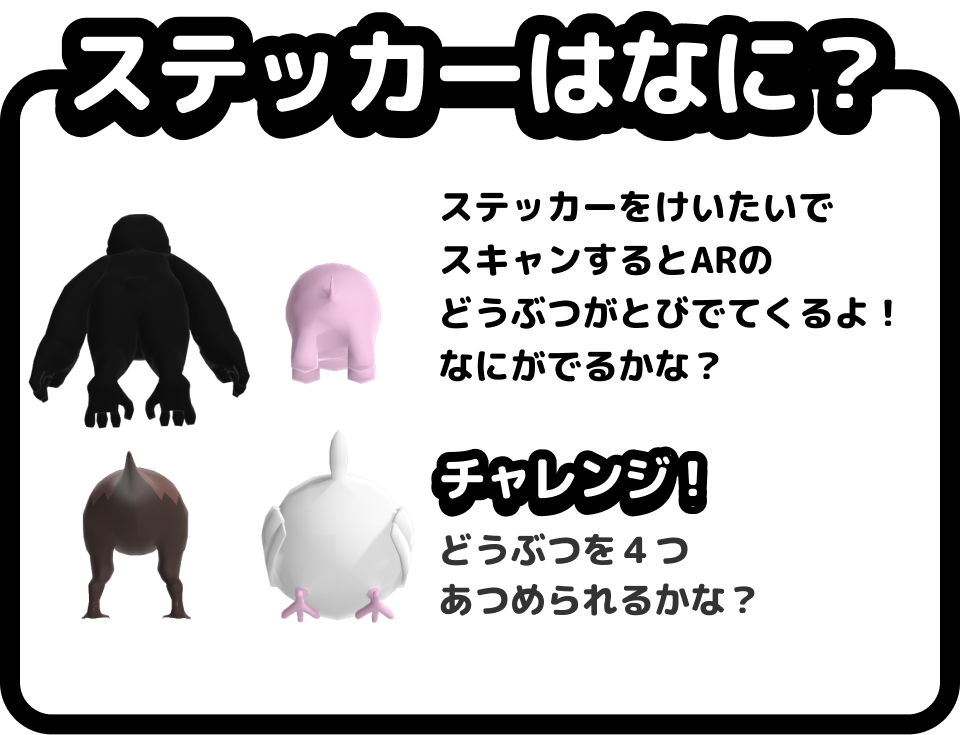 ステッカーはなに？
ステッカーをけいたいで
スキャンするとARの
どうぶつがとびでてくるよ！
なにがでるかな？
チャレンジ！
どうぶつを４つ
あつめられるかな？